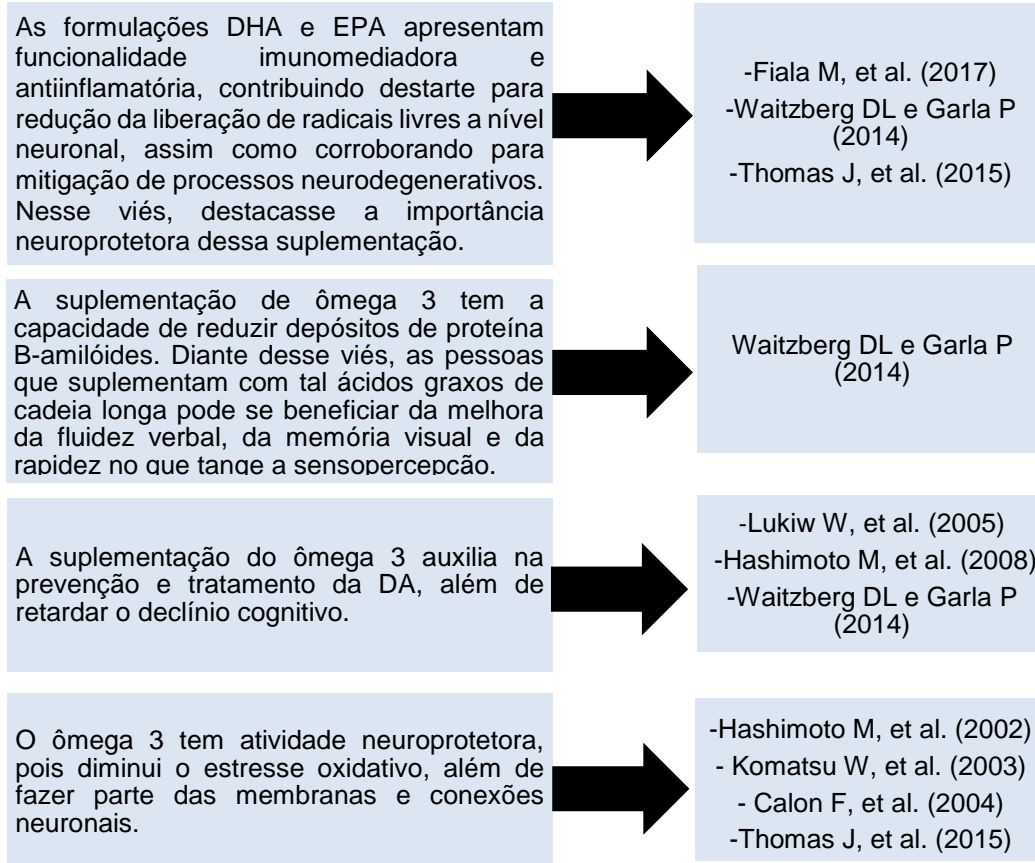 As formulações DHA e EPA apresentam
funcionalidade imunomediadora e
antiinflamatória, contribuindo destarte para
redução da liberação de radicais livres a nível
neuronal, assim como corroborando para
mitigação de processos neurodegenerativos.
Nesse viés, destacasse a importância
neuroprotetora dessa suplementação.
-Fiala M, et al. (2017)
-Waitzberg DL e Garla P
(2014)
-Thomas J, et al. (2015)
A suplementação de ômega 3 tem a
capacidade de reduzir depósitos de proteína
B-amilóides. Diante desse viés, as pessoas
que suplementam com tal ácidos graxos de
cadeia longa pode se beneficiar da melhora
da fluidez verbal, da memória visual e da
rapidez no que tange a sensopercepção.
Waitzberg DL e Garla P
(2014)
A suplementação do ômega 3 auxilia na
prevenção e tratamento da DA, além de
retardar o declínio cognitivo.
-Lukiw W, et al. (2005)
-Hashimoto M, et al. (2008)
-Waitzberg DL e Garla P
(2014)
O ômega 3 tem atividade neuroprotetora,
pois diminui o estresse oxidativo, além de
fazer parte das membranas e conexões
neuronais.
-Hashimoto M, et al. (2002)
- Komatsu W, et al. (2003)
- Calon F, et al. (2004)
-Thomas J, et al. (2015)